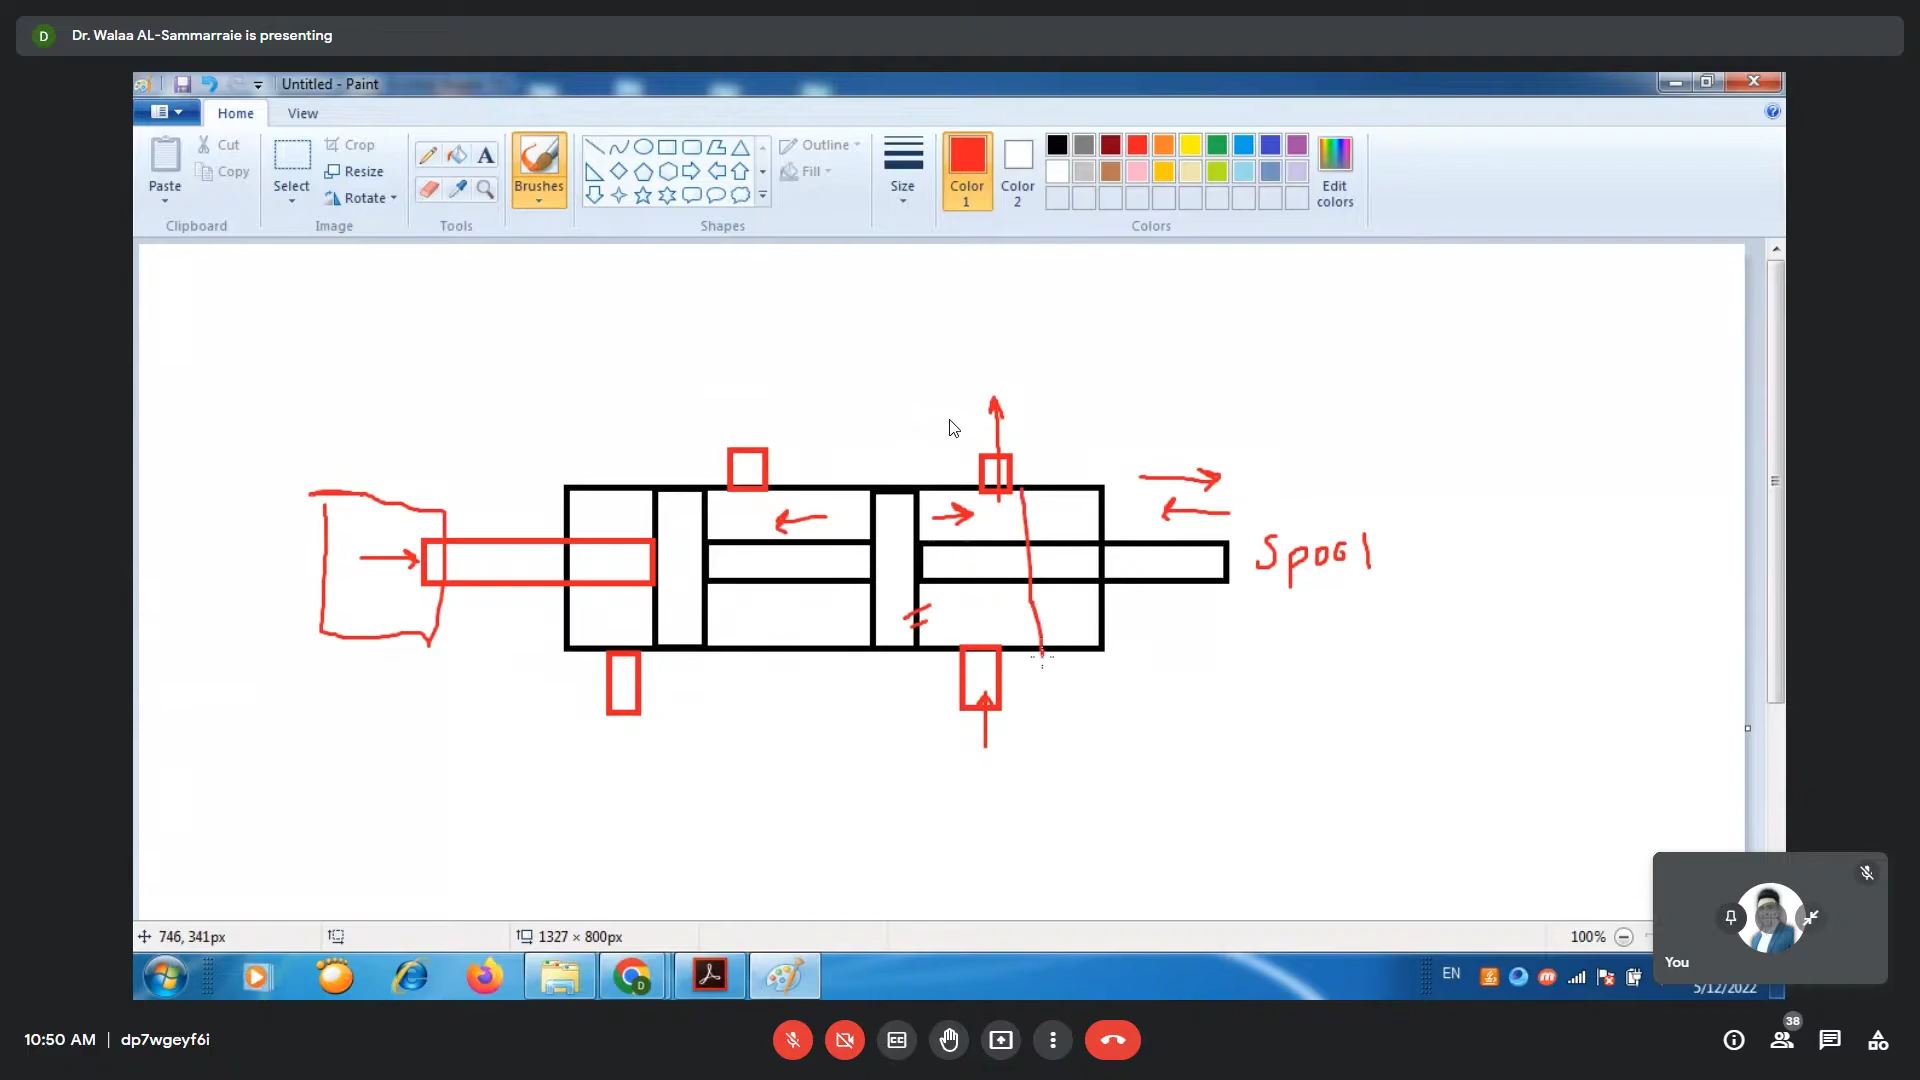 D Dr. Walaa AL-Sammarraie is presenting
Untitled - Paint
Home View
Paste Cut Copy Clipboard
Select Crop Resize Rotate Image
A Tools
Brushes
Shapes
Outline Fill
Size
Color 1 Color 2
Edit colors
Colors
Spool
You
746, 341px 1327 × 800px 100%
D EN 5/12/2022
10:50 AM | dp7wgeyf6i 38